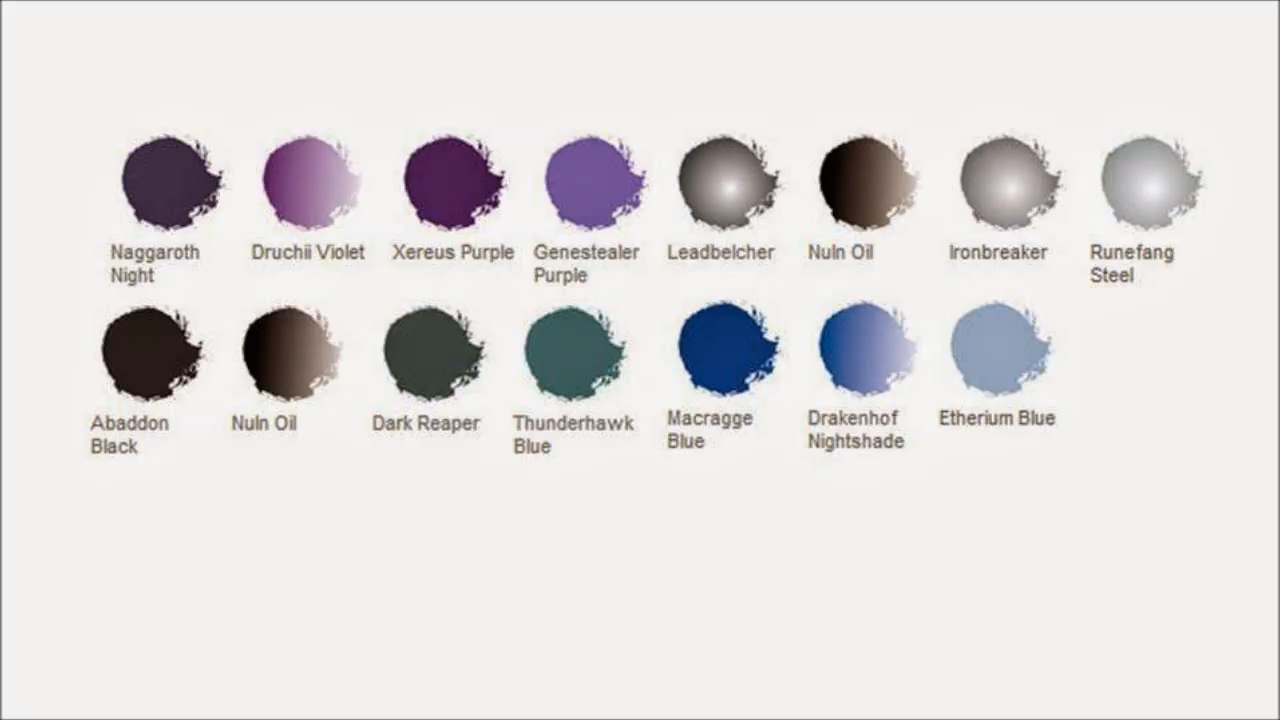 Naggaroth
Night
Druchii Violet
Xereus Purple
Genestealer
Purple
Leadbelcher
Nuln Oil
Ironbreaker
Runefang
Steel
Abaddon
Black
Nuln Oil
Dark Reaper
Thunderhawk
Blue
Macragge
Blue
Drakenhof
Nightshade
Etherium Blue